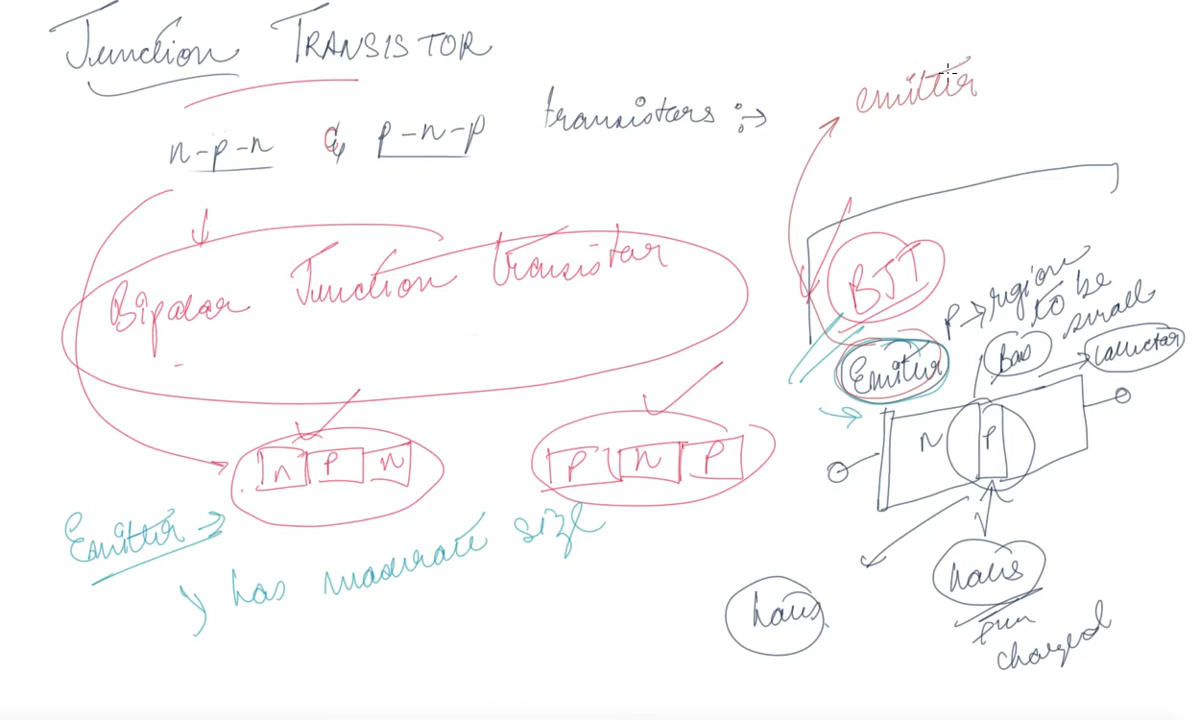 Junction TRANSISTOR
n-p-n & p-n-p transistors :→
emitter
Bipolar Junction transistor
BJT
P → region
to be
small
Emitter
Bas
Collector
n P n
P n P
N P
Emitter →
has moderate size
holes
holes
charged